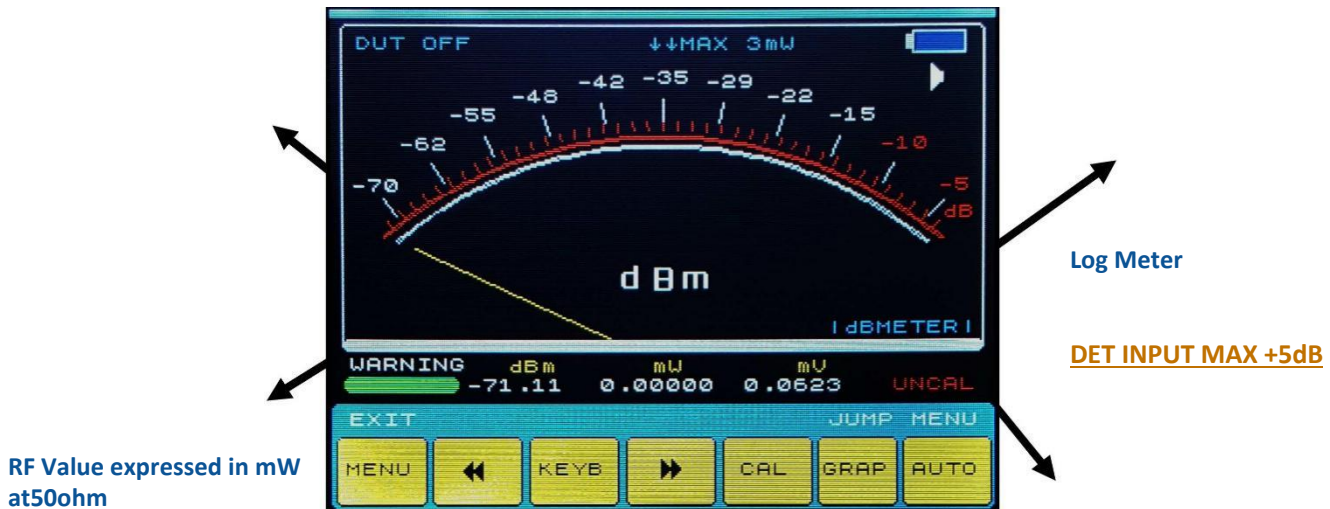 DUT OFF
↓↓MAX 3mW
-70
-62
-55
-48
-42
-35
-29
-22
-15
-10
-5
dB
dBm
|dBMETER|
Log Meter
DET INPUT MAX +5dB
WARNING dBm mW mV
-71.11 0.00000 0.0623 UNCAL
EXIT JUMP MENU
MENU KEYB CAL GRAP AUTO
RF Value expressed in mW
at50ohm